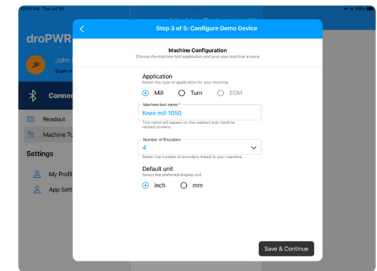 Step 3 of 5: Configure Demo Device
droPWR
Machine Configuration
Choose the machine tool application and give your machine a name
JP
John
Application
Select the type of application for your machine
Mill
Turn
EDM
Connec
Machine tool name *
Knee mill 1050
This name will appear on the readout and machine
related screens
Readout
Machine To
Number of Encoders
4
Select the number of encoders linked to your machine
Settings
Default unit
Select the preferred display unit
My Profil
inch
mm
App Sett
Save & Continue